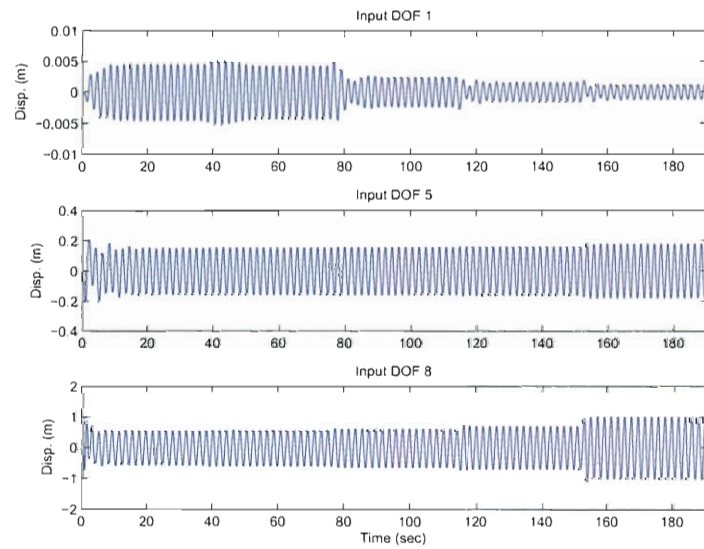 Input DOF 1
0.01
0.005
0
−0.005
−0.01
Disp. (m)
0 20 40 60 80 100 120 140 160 180
Input DOF 5
0.4
0.2
0
−0.2
−0.4
Disp. (m)
0 20 40 60 80 100 120 140 160 180
Input DOF 8
2
1
0
−1
−2
Disp. (m)
0 20 40 60 80 100 120 140 160 180
Time (sec)